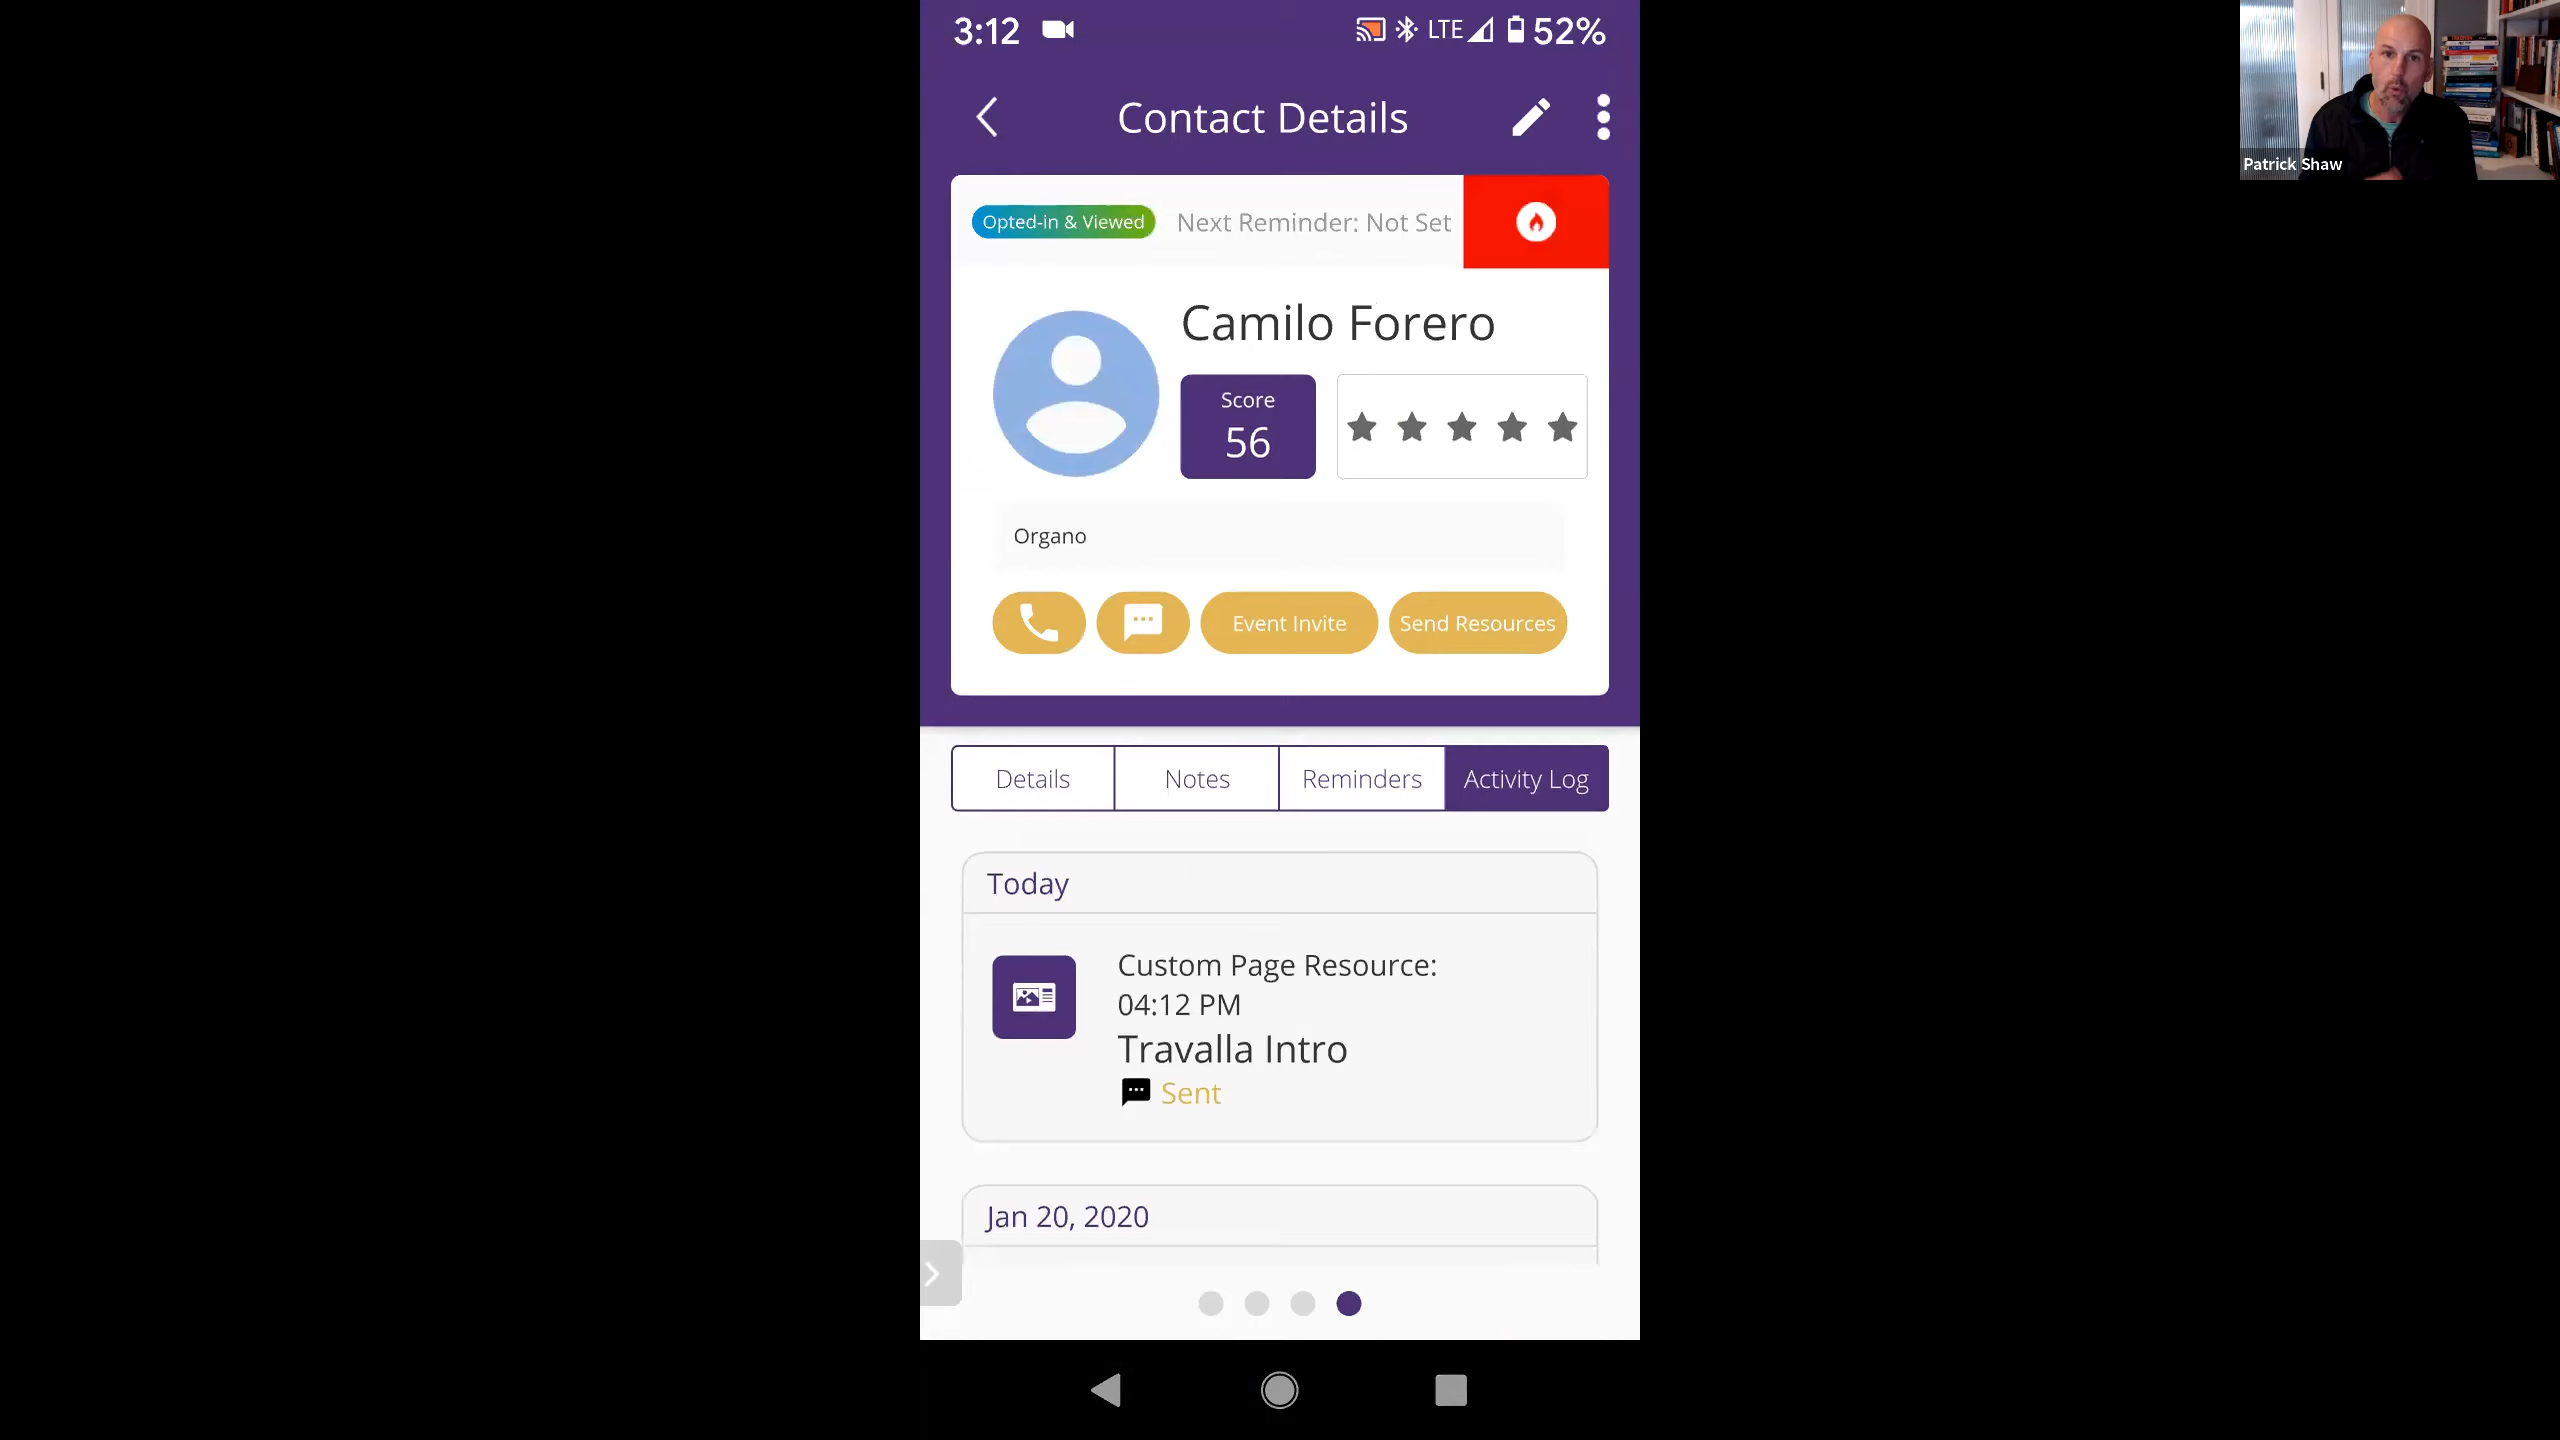 3:12
LTE
52%
Contact Details
Patrick Shaw
Opted-in & Viewed
Next Reminder: Not Set
Camilo Forero
Score
56
Organo
Event Invite
Send Resources
Details
Notes
Reminders
Activity Log
Today
Custom Page Resource:
04:12 PM
Travalla Intro
Sent
Jan 20, 2020